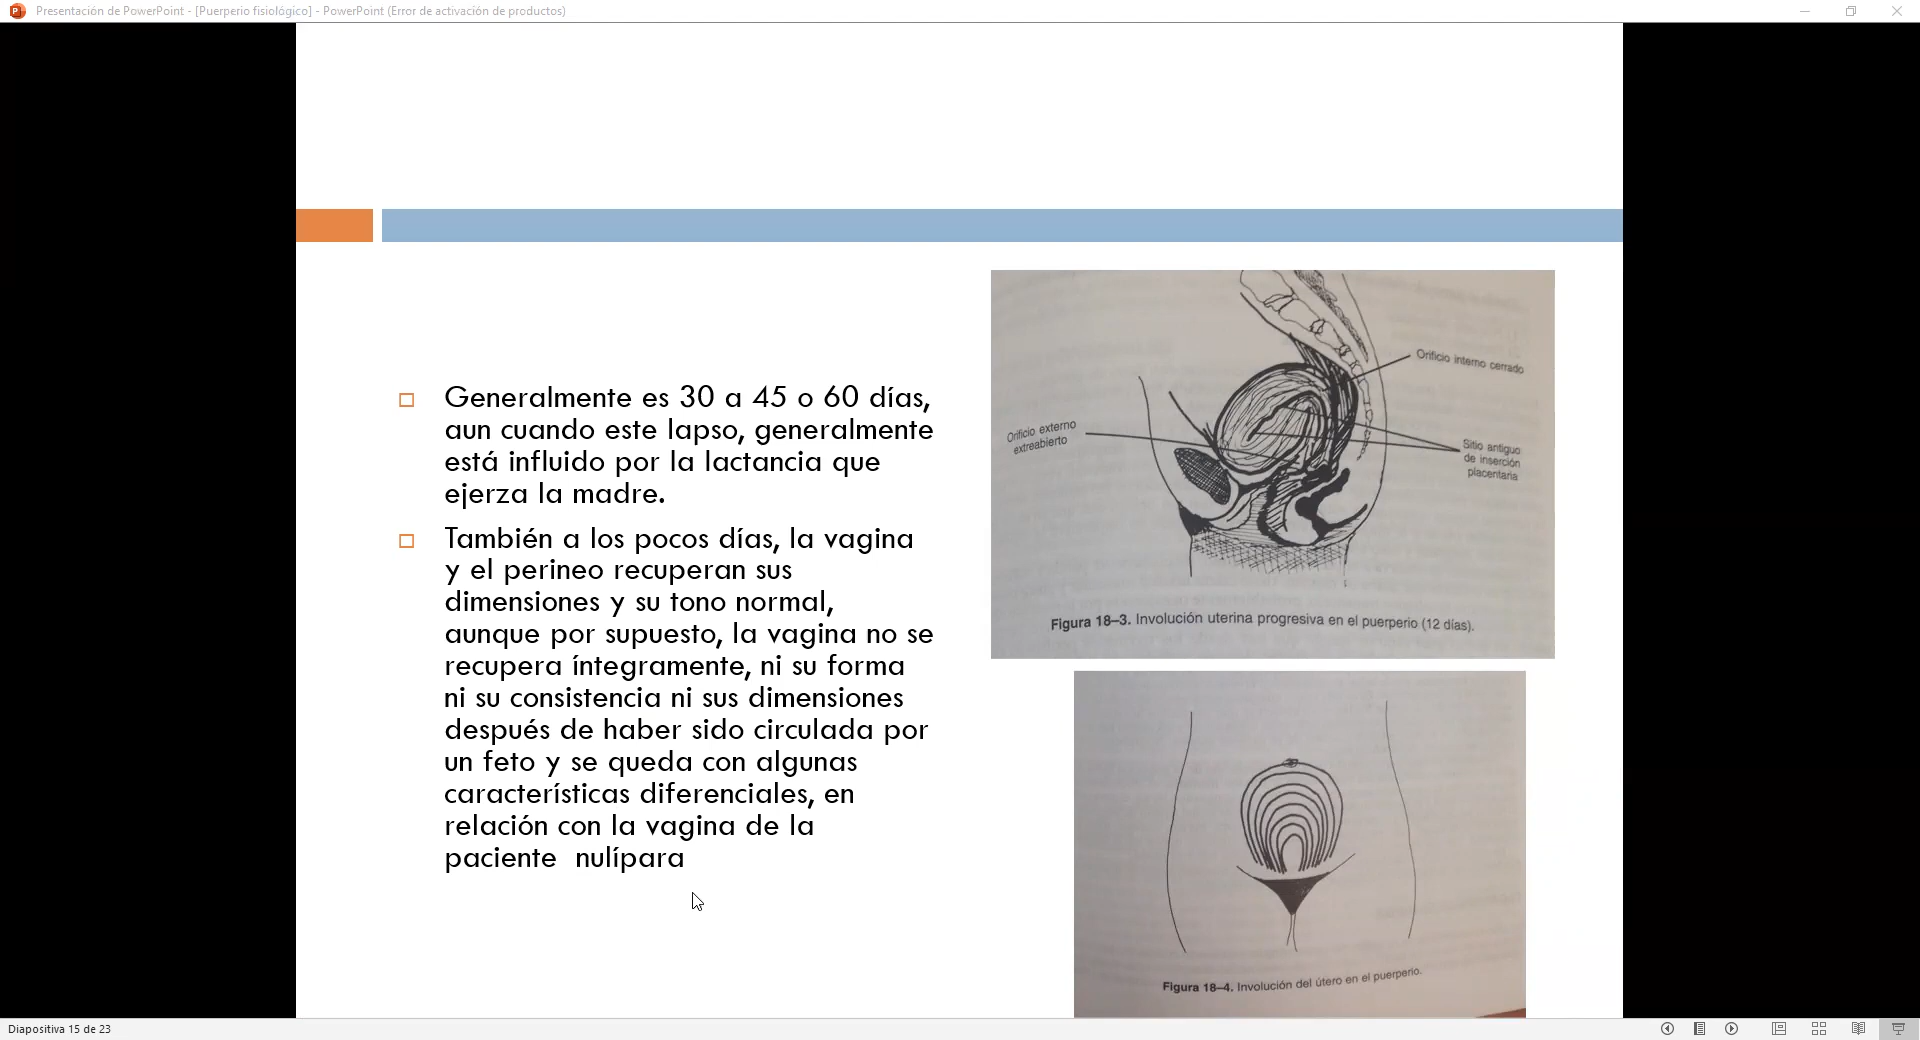 Presentación de PowerPoint - [Puerperio fisiológico] - PowerPoint (Error de activación de productos)
Generalmente es 30 a 45 o 60 días,
aun cuando este lapso, generalmente
está influido por la lactancia que
ejerza la madre.
También a los pocos días, la vagina
y el perineo recuperan sus
dimensiones y su tono normal,
aunque por supuesto, la vagina no se
recupera íntegramente, ni su forma
ni su consistencia ni sus dimensiones
después de haber sido circulada por
un feto y se queda con algunas
características diferenciales, en
relación con la vagina de la
paciente nulípara
Orificio interno cerrado
Orificio externo
extreabierto
Sitio antiguo
de inserción
placentaria
Figura 18–3. Involución uterina progresiva en el puerperio (12 días).
Figura 18–4. Involución del útero en el puerperio.
Diapositiva 15 de 23